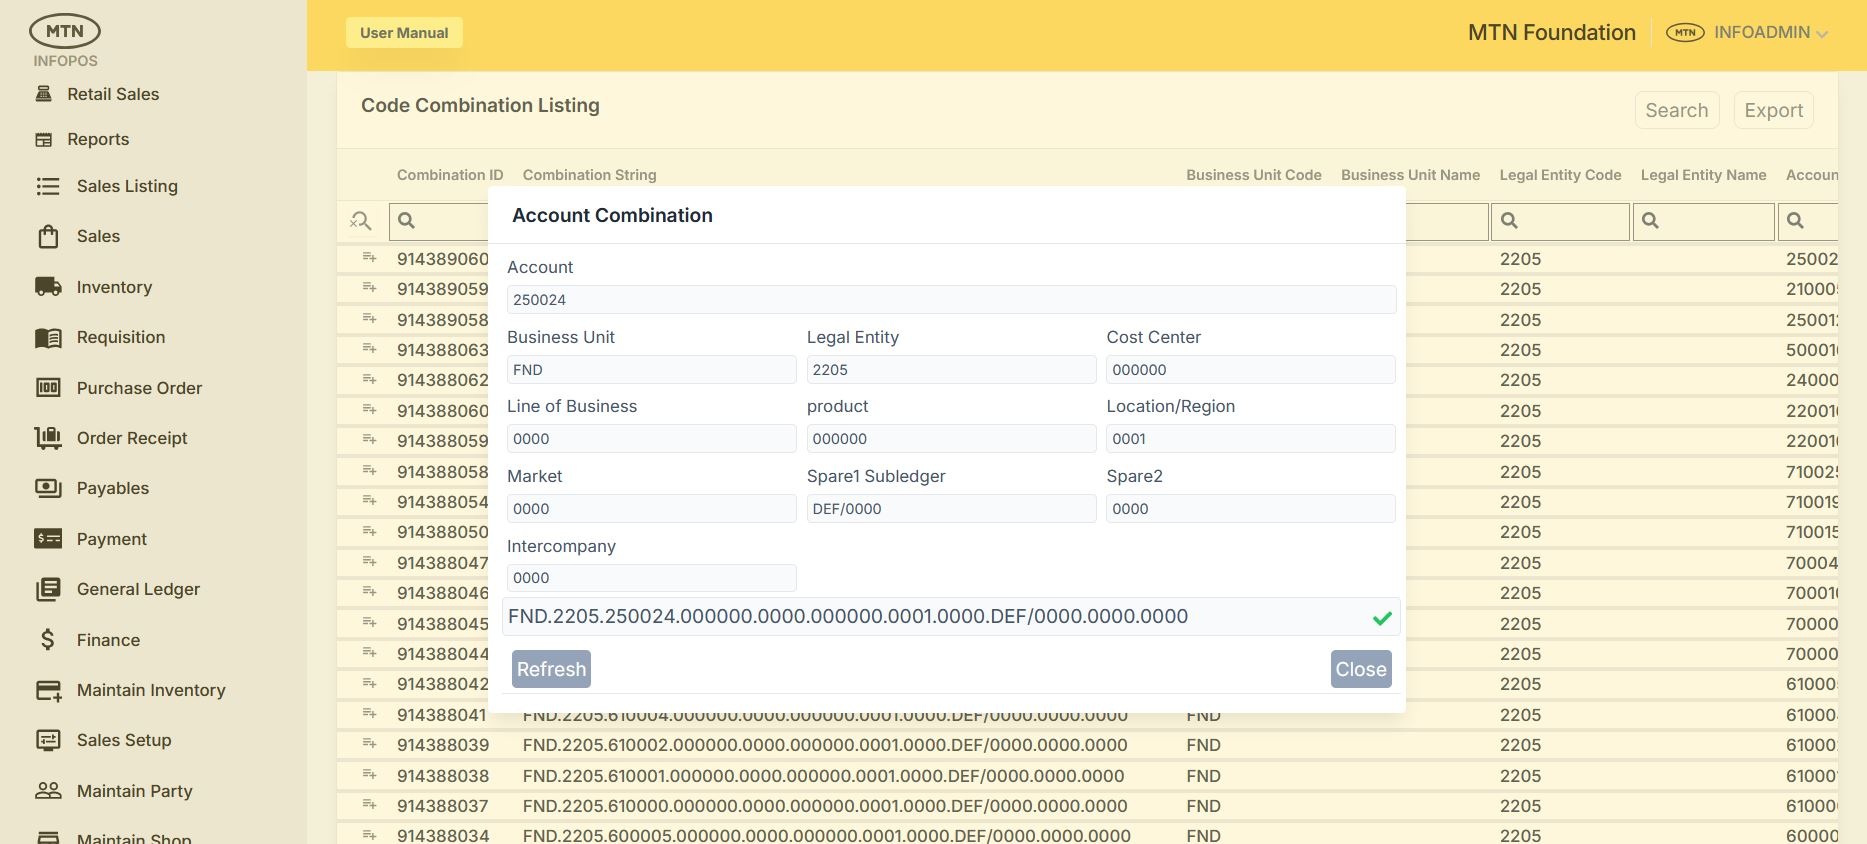 MTN
INFOPOS
Retail Sales
Reports
Sales Listing
Sales
Inventory
Requisition
Purchase Order
Order Receipt
Payables
Payment
General Ledger
Finance
Maintain Inventory
Sales Setup
Maintain Party
Maintain Shop
User Manual
MTN Foundation
MTN INFOADMIN
Code Combination Listing
Search Export
Combination ID Combination String Business Unit Code Business Unit Name Legal Entity Code Legal Entity Name Accoun
Account Combination
Account
250024
Business Unit Legal Entity Cost Center
FND 2205 000000
Line of Business product Location/Region
0000 000000 0001
Market Spare1 Subledger Spare2
0000 DEF/0000 0000
Intercompany
0000
FND.2205.250024.000000.0000.000000.0001.0000.DEF/0000.0000.0000
Refresh Close
914389060 2205 25002
914389059 2205 21000
914389058 2205 25001
914388063 2205 50001
914388062 2205 24000
914388060 2205 22001
914388059 2205 22001
914388058 2205 71002
914388054 2205 710019
914388050 2205 71001
914388047 2205 70004
914388046 2205 70001
914388045 2205 70000
914388044 2205 70000
914388042 2205 61000
914388041 FND.2205.610004.000000.0000.000000.0001.0000.DEF/0000.0000.0000 FND 2205 61000
914388039 FND.2205.610002.000000.0000.000000.0001.0000.DEF/0000.0000.0000 FND 2205 61000
914388038 FND.2205.610001.000000.0000.000000.0001.0000.DEF/0000.0000.0000 FND 2205 61000
914388037 FND.2205.610000.000000.0000.000000.0001.0000.DEF/0000.0000.0000 FND 2205 61000
914388034 FND.2205.600005.000000.0000.000000.0001.0000.DEF/0000.0000.0000 FND 2205 60000